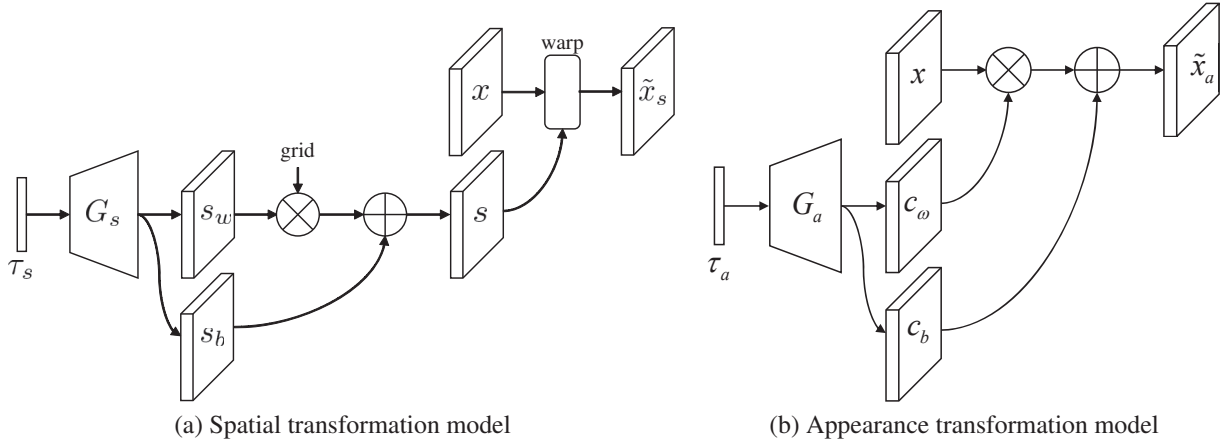 warp
x
x̃_s
grid
G_s
s_w
s
τ_s
s_b
(a) Spatial transformation model
x
x̃_a
G_a
c_ω
τ_a
c_b
(b) Appearance transformation model